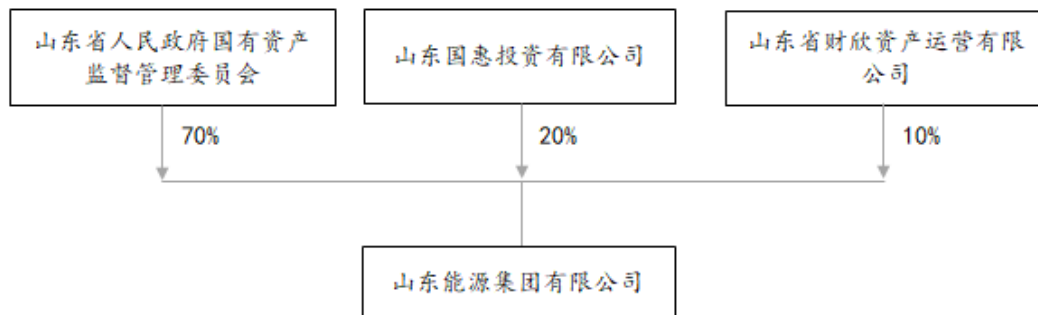 山东省人民政府国有资产
监督管理委员会
山东国惠投资有限公司
山东省财欣资产运营有限
公司
70%
20%
10%
山东能源集团有限公司